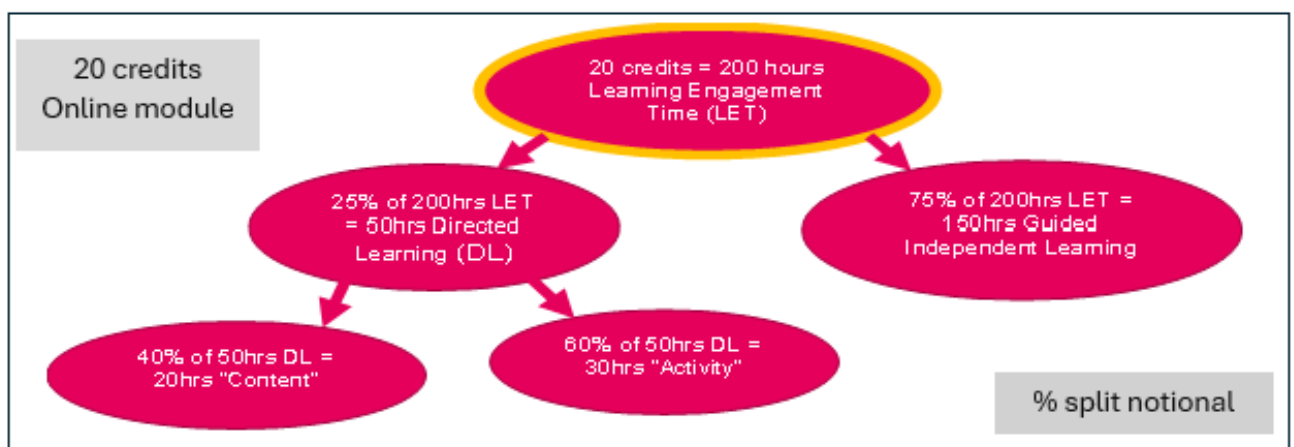 20 credits
Online module
20 credits = 200 hours
Learning Engagement
Time (LET)
25% of 200hrs LET
= 50hrs Directed
Learning (DL)
75% of 200hrs LET =
150hrs Guided
Independent Learning
40% of 50hrs DL =
20hrs "Content"
60% of 50hrs DL =
30hrs "Activity"
% split notional